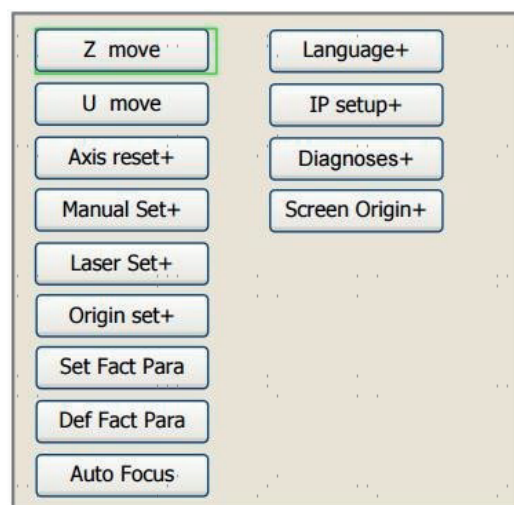 Z move
U move
Axis reset+
Manual Set+
Laser Set+
Origin set+
Set Fact Para
Def Fact Para
Auto Focus
Language+
IP setup+
Diagnoses+
Screen Origin+